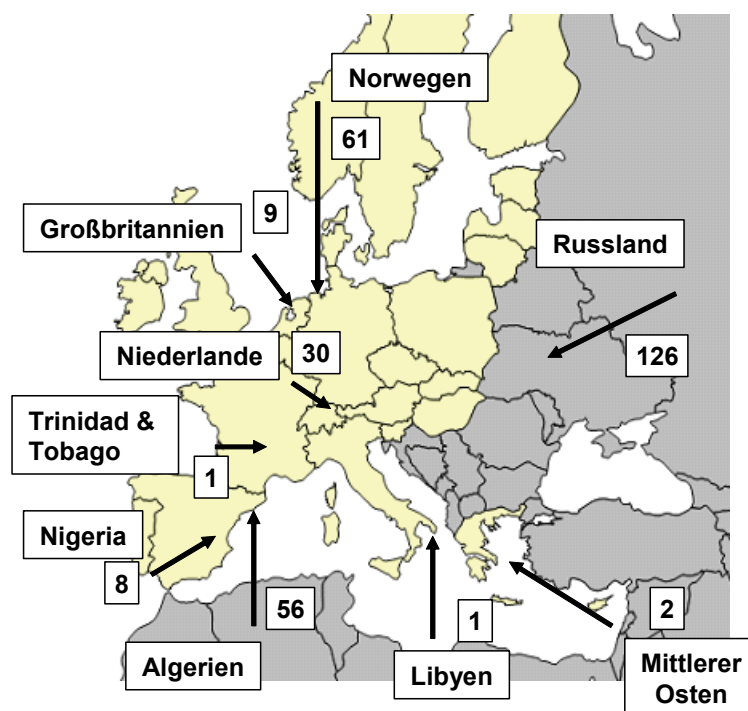 Norwegen
61
9
Großbritannien
Russland
Niederlande
30
126
Trinidad &
Tobago
1
Nigeria
8
56
1
2
Algerien
Libyen
Mittlerer
Osten